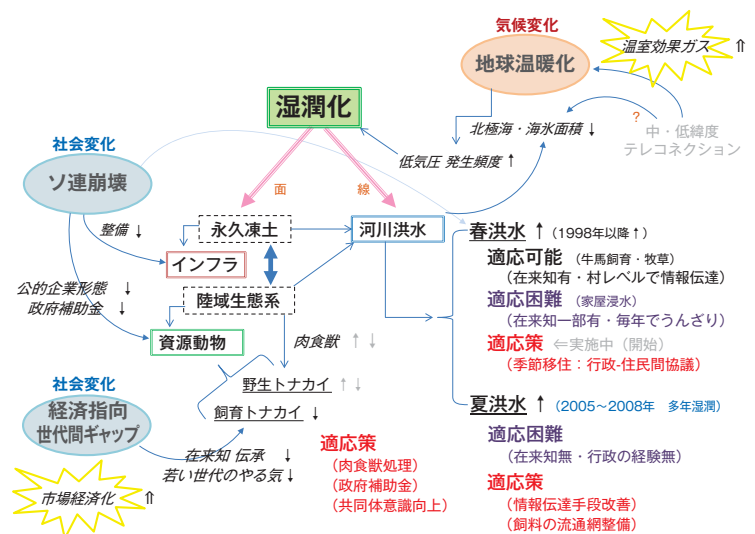 気候変化
地球温暖化
温室効果ガス ⇑
湿潤化
北極海・海氷面積 ↓
低気圧 発生頻度 ↑
?
中・低緯度
テレコネクション
社会変化
ソ連崩壊
面
線
整備 ↓
永久凍土
河川洪水
インフラ
陸域生態系
公的企業形態 ↓
政府補助金 ↓
資源動物
肉食獣 ↑ ↓
野生トナカイ ↑ ↓
飼育トナカイ ↓
社会変化
経済指向
世代間ギャップ
在来知 伝承 ↓
若い世代のやる気 ↓
市場経済化 ⇑
適応策
(肉食獣処理)
(政府補助金)
(共同体意識向上)
春洪水 ↑ (1998年以降↑)
適応可能 (牛馬飼育・牧草)
(在来知有・村レベルで情報伝達)
適応困難 (家屋浸水)
(在来知一部有・毎年でうんざり)
適応策 ⇐実施中(開始)
(季節移住:行政-住民間協議)
夏洪水 ↑ (2005~2008年 多年湿潤)
適応困難
(在来知無・行政の経験無)
適応策
(情報伝達手段改善)
(飼料の流通網整備)